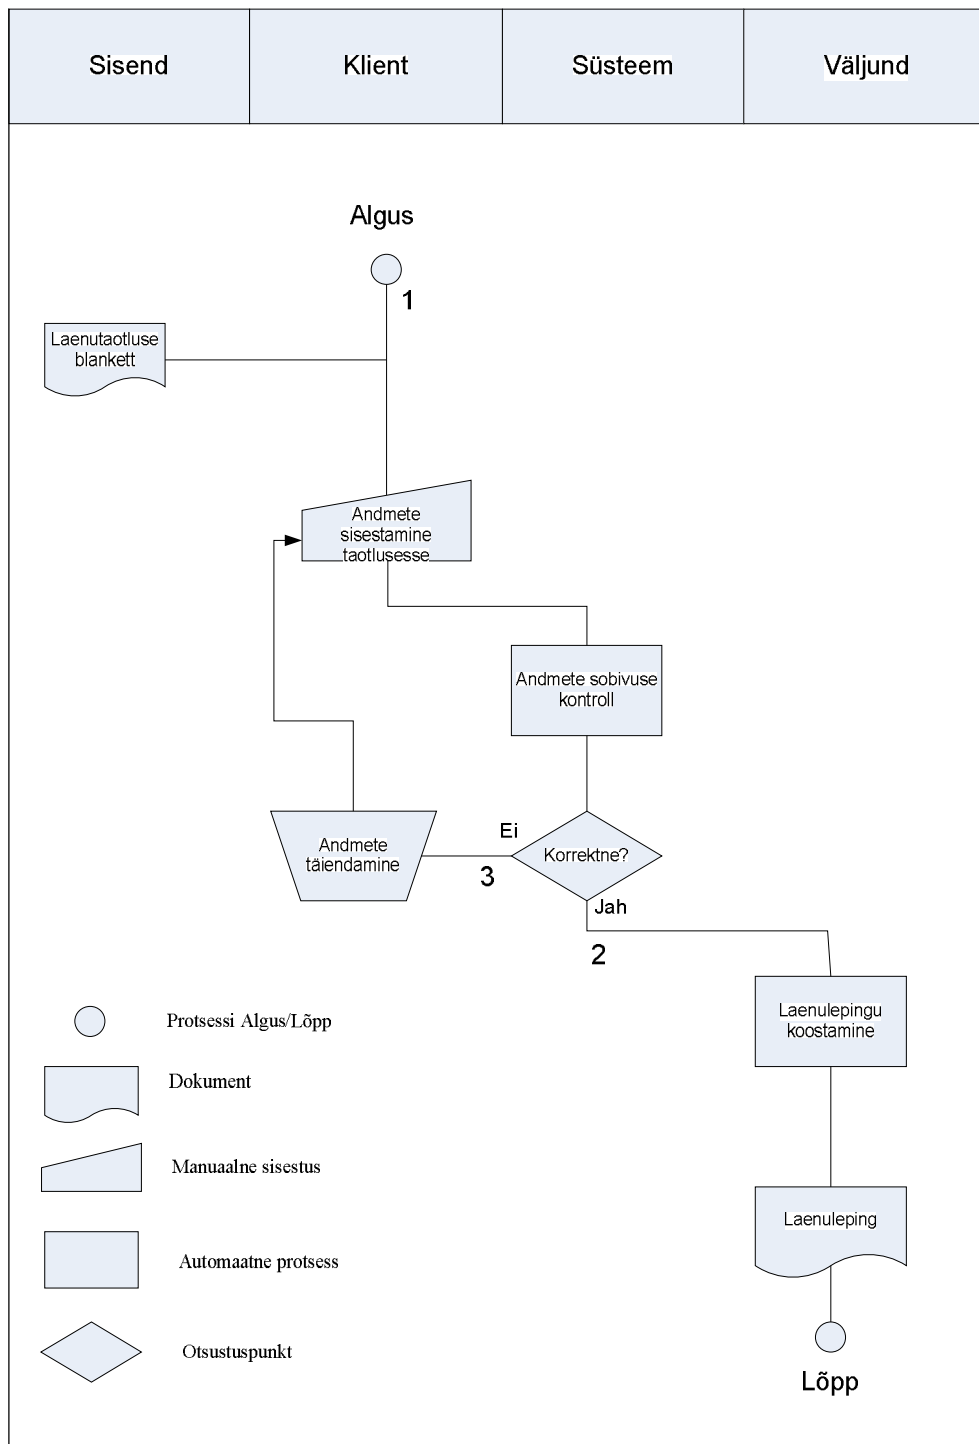 Sisend
Klient
Süsteem
Väljund
Algus
1
Laenutaotluse
blankett
Andmete
sisestamine
taotlusesse
Andmete sobivuse
kontroll
Ei
Andmete
täiendamine
3
Korrektne?
Jah
2
Laenulepingu
koostamine
Laenuleping
Lõpp
Protsessi Algus/Lõpp
Dokument
Manuaalne sisestus
Automaatne protsess
Otsustuspunkt